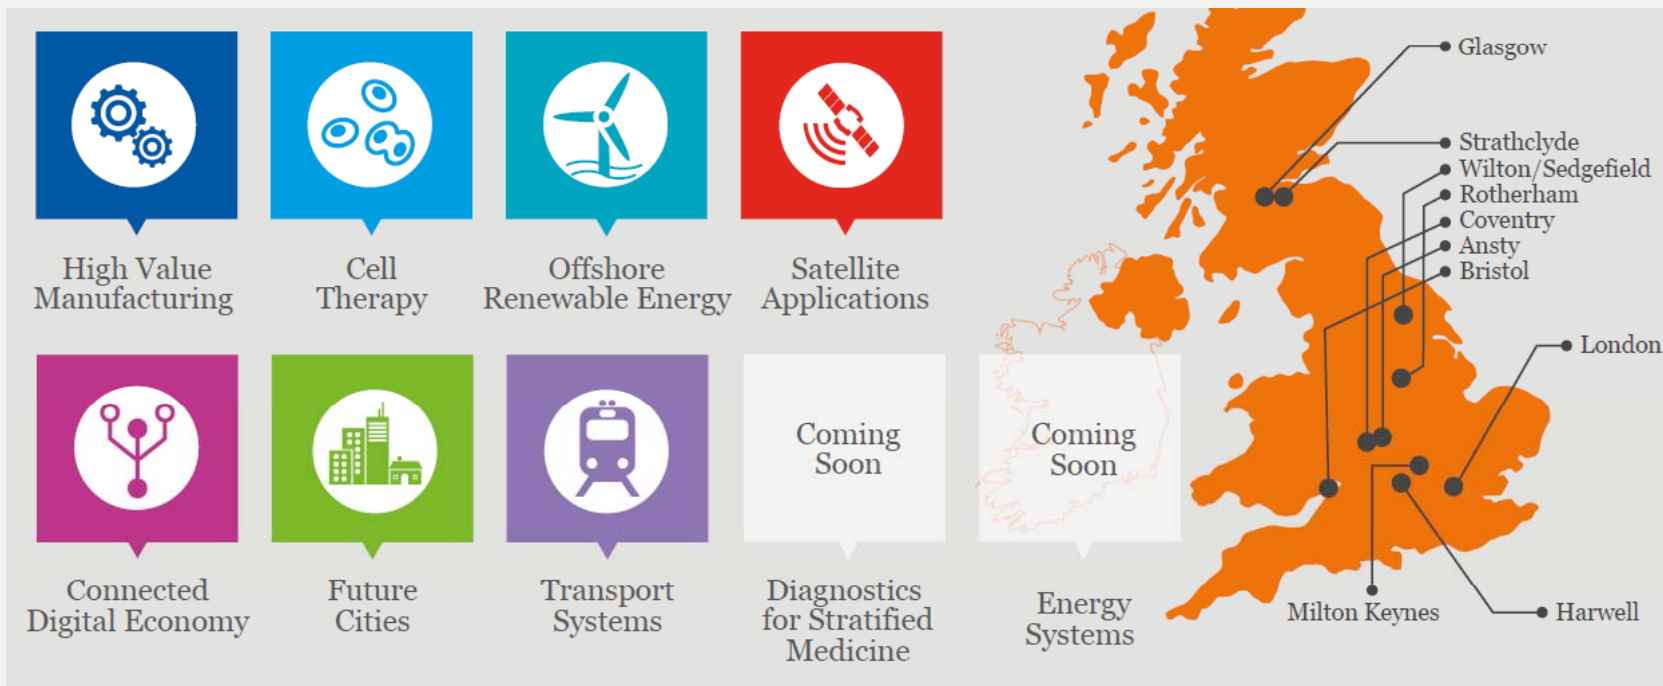 High Value
Manufacturing
Cell
Therapy
Offshore
Renewable Energy
Satellite
Applications
Connected
Digital Economy
Future
Cities
Transport
Systems
Coming
Soon
Diagnostics
for Stratified
Medicine
Coming
Soon
Energy
Systems
Glasgow
Strathclyde
Wilton/Sedgefield
Rotherham
Coventry
Ansty
Bristol
London
Milton Keynes
Harwell